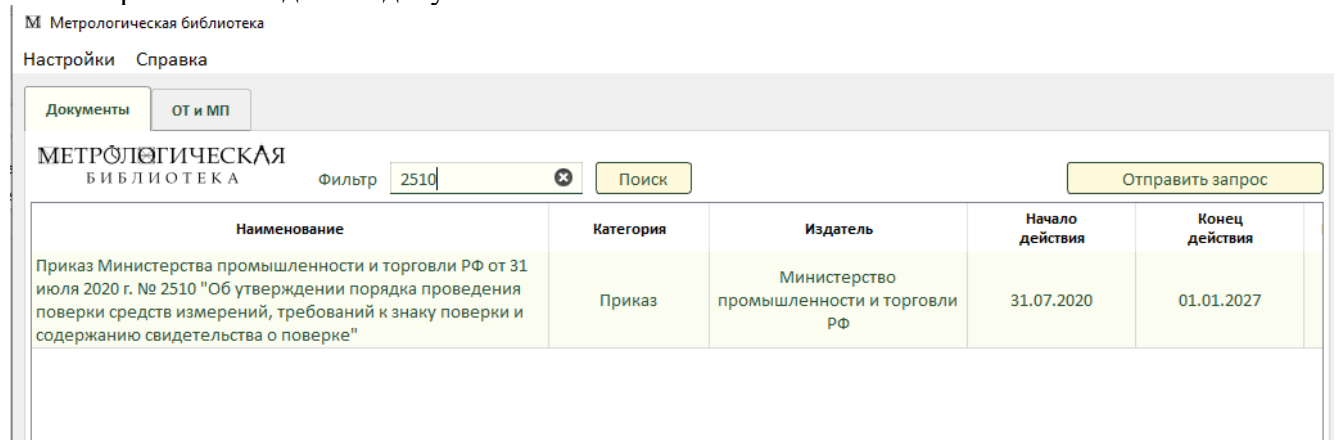 М Метрологическая библиотека
Настройки Справка
Документы ОТ и МП
МЕТРОЛОГИЧЕСКАЯ
БИБЛИОТЕКА
Фильтр 2510 Поиск Отправить запрос
Наименование Категория Издатель Начало действия Конец действия
Приказ Министерства промышленности и торговли РФ от 31
июля 2020 г. № 2510 "Об утверждении порядка проведения
поверки средств измерений, требований к знаку поверки и
содержанию свидетельства о поверке"
Приказ
Министерство
промышленности и торговли
РФ
31.07.2020
01.01.2027